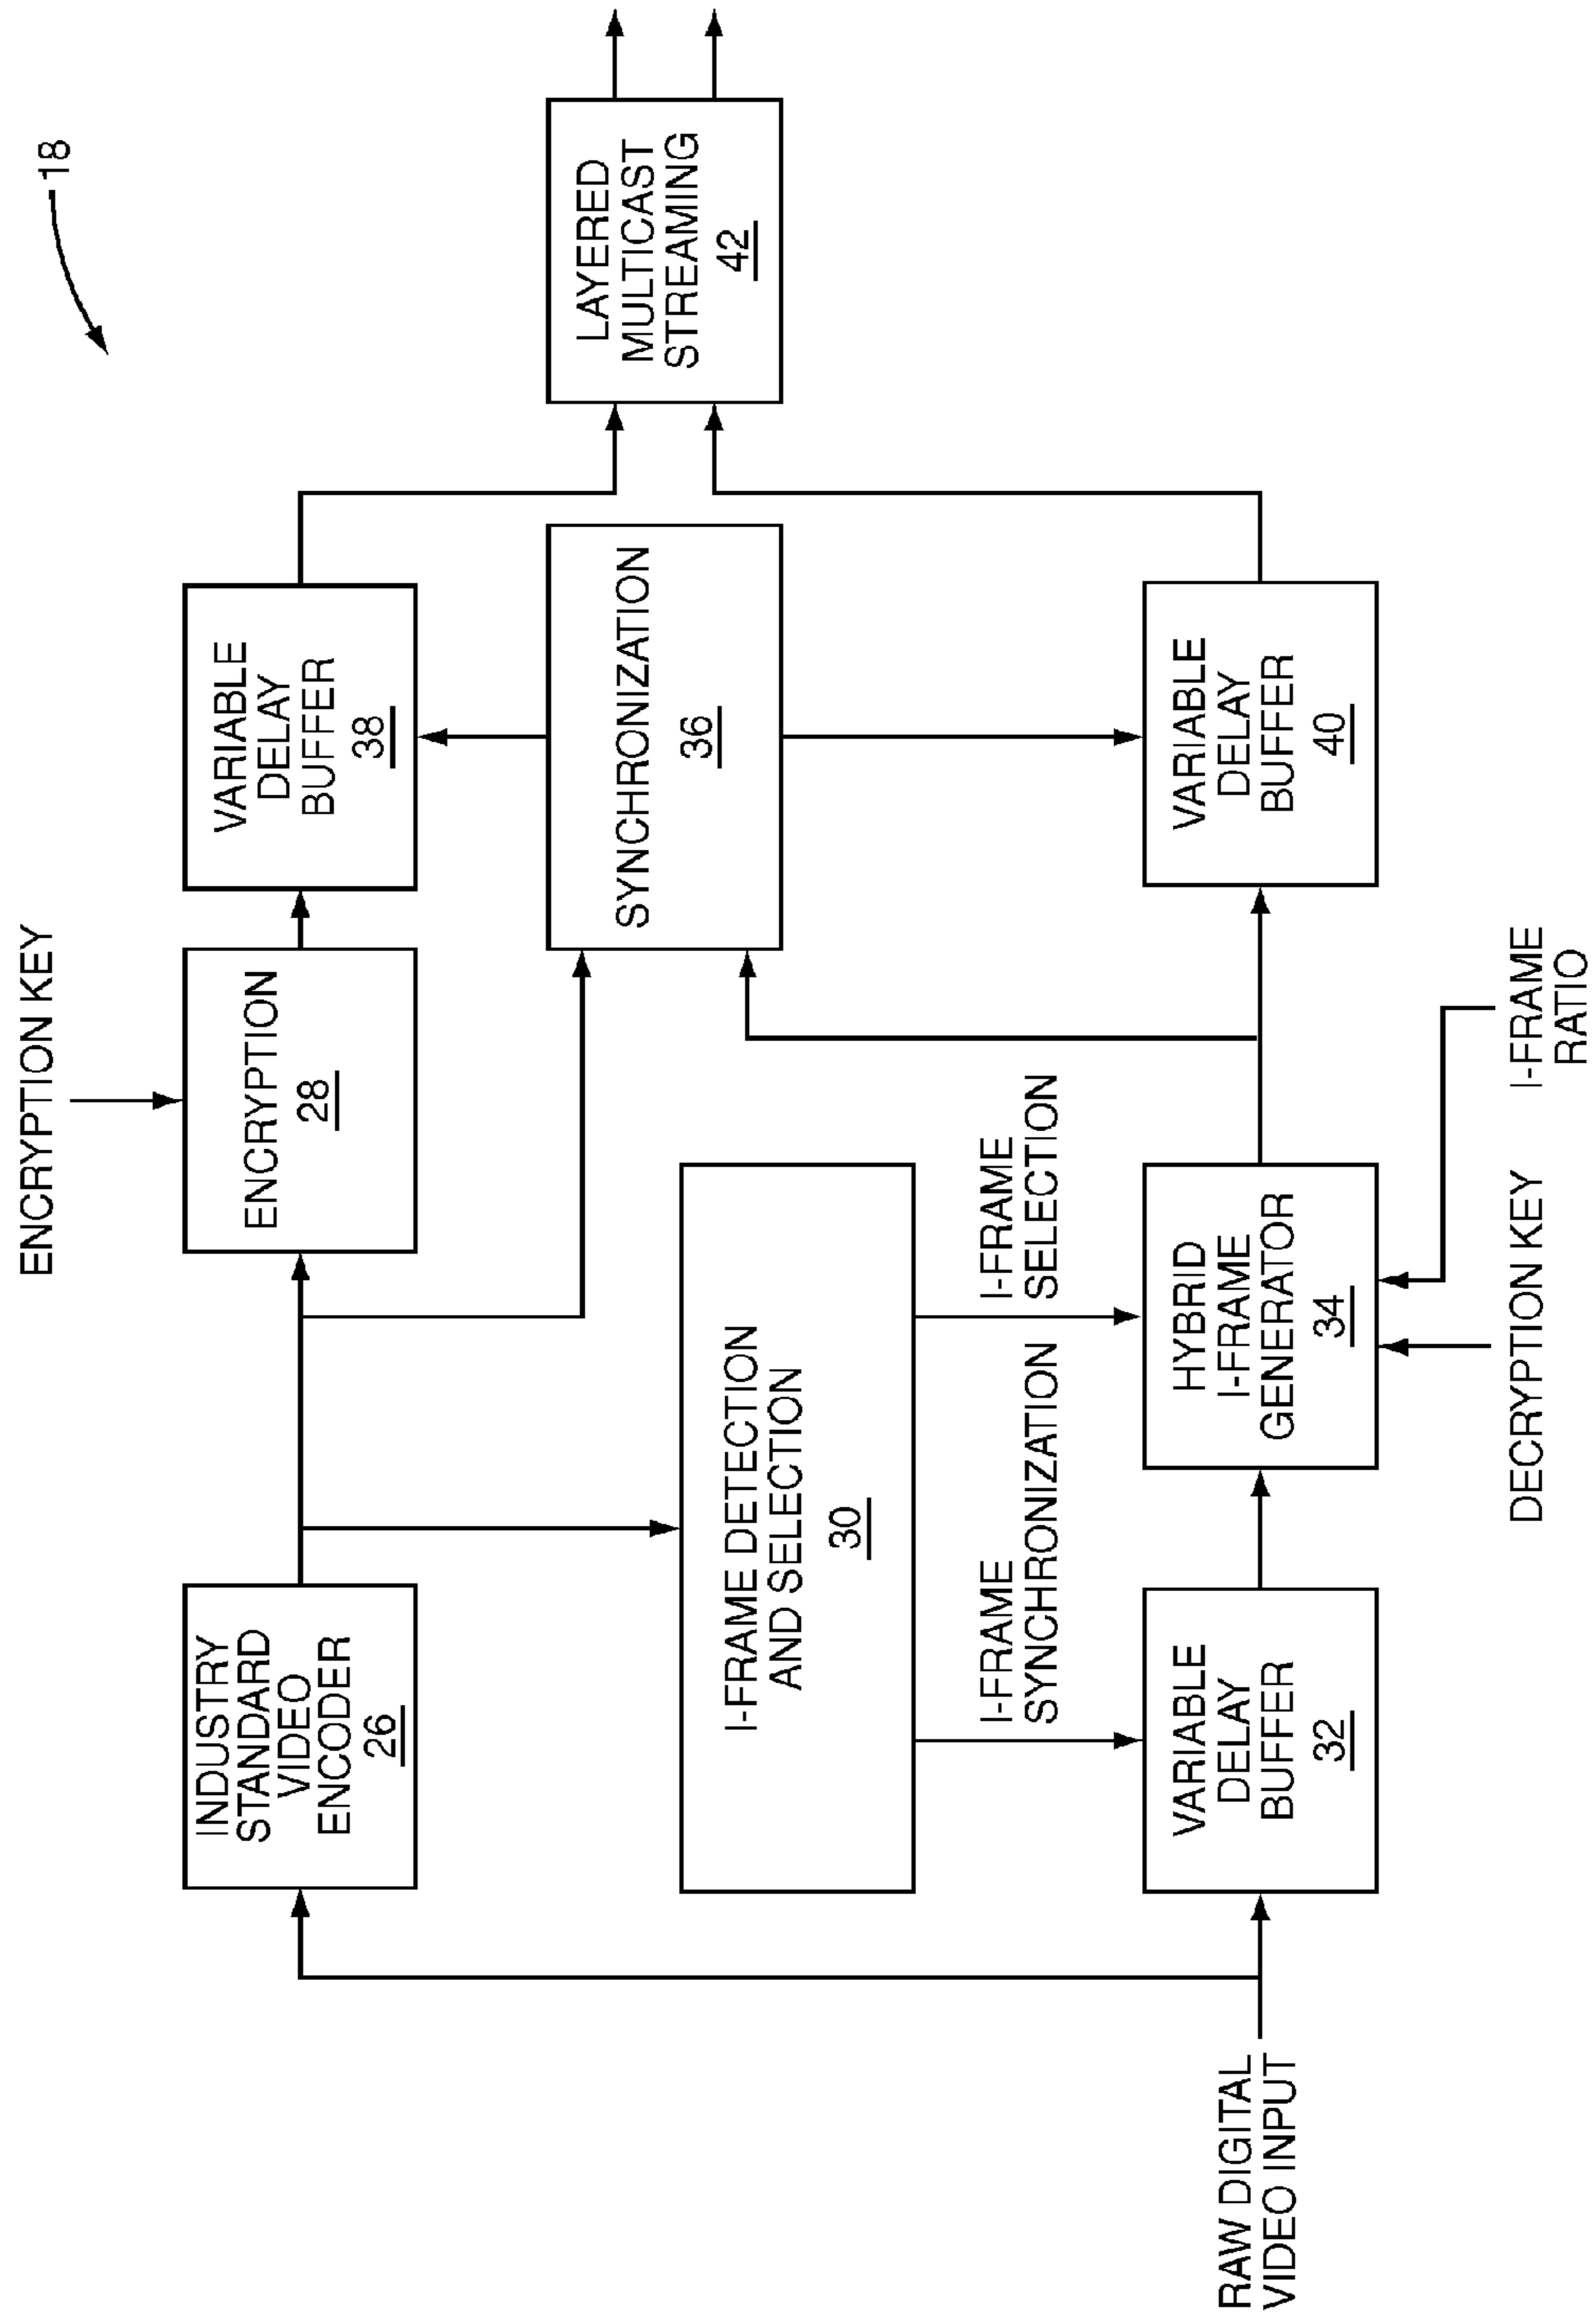 18
ENCRYPTION KEY
INDUSTRY
STANDARD
VIDEO
ENCODER
26
ENCRYPTION
28
VARIABLE
DELAY
BUFFER
38
I-FRAME DETECTION
AND SELECTION
30
SYNCHRONIZATION
36
LAYERED
MULTICAST
STREAMING
42
I-FRAME
SYNCHRONIZATION
I-FRAME
SELECTION
RAW DIGITAL
VIDEO INPUT
VARIABLE
DELAY
BUFFER
32
HYBRID
I-FRAME
GENERATOR
34
VARIABLE
DELAY
BUFFER
40
DECRYPTION KEY
I-FRAME
RATIO